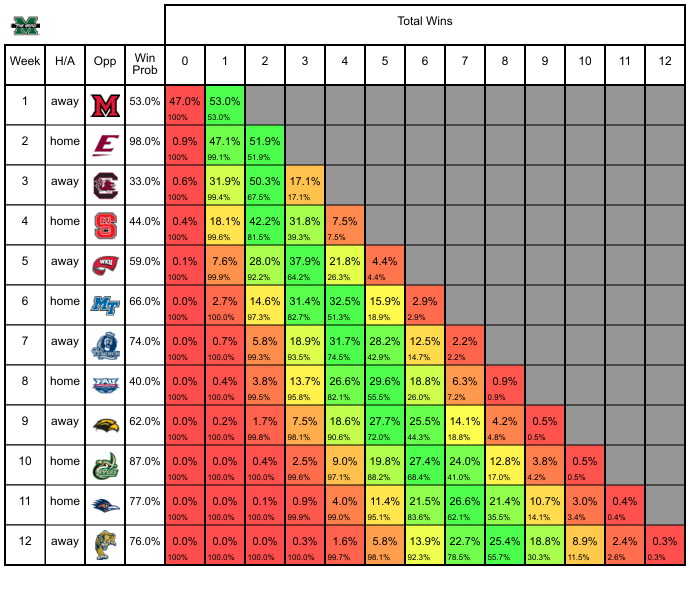 Total Wins
Week H/A Opp Win Prob 0 1 2 3 4 5 6 7 8 9 10 11 12
1 away M 53.0% 47.0% 53.0%
100% 53.0%
2 home E 98.0% 0.9% 47.1% 51.9%
100% 99.1% 51.9%
3 away 33.0% 0.6% 31.9% 50.3% 17.1%
100% 99.4% 67.5% 17.1%
4 home 44.0% 0.4% 18.1% 42.2% 31.8% 7.5%
100% 99.6% 81.5% 39.3% 7.5%
5 away WKU 59.0% 0.1% 7.6% 28.0% 37.9% 21.8% 4.4%
100% 99.9% 92.2% 64.2% 26.3% 4.4%
6 home MT 66.0% 0.0% 2.7% 14.6% 31.4% 32.5% 15.9% 2.9%
100% 100.0% 97.3% 82.7% 51.3% 18.9% 2.9%
7 away 74.0% 0.0% 0.7% 5.8% 18.9% 31.7% 28.2% 12.5% 2.2%
100% 100.0% 99.3% 93.5% 74.5% 42.9% 14.7% 2.2%
8 home FAU 40.0% 0.0% 0.4% 3.8% 13.7% 26.6% 29.6% 18.8% 6.3% 0.9%
100% 100.0% 99.5% 95.8% 82.1% 55.5% 26.0% 7.2% 0.9%
9 away 62.0% 0.0% 0.2% 1.7% 7.5% 18.6% 27.7% 25.5% 14.1% 4.2% 0.5%
100% 100.0% 99.8% 98.1% 90.6% 72.0% 44.3% 18.8% 4.8% 0.5%
10 home 87.0% 0.0% 0.0% 0.4% 2.5% 9.0% 19.8% 27.4% 24.0% 12.8% 3.8% 0.5%
100% 100.0% 100.0% 99.6% 97.1% 88.2% 68.4% 41.0% 17.0% 4.2% 0.5%
11 home 77.0% 0.0% 0.0% 0.1% 0.9% 4.0% 11.4% 21.5% 26.6% 21.4% 10.7% 3.0% 0.4%
100% 100.0% 100.0% 99.9% 99.0% 95.1% 83.6% 62.1% 35.5% 14.1% 3.4% 0.4%
12 away 76.0% 0.0% 0.0% 0.0% 0.3% 1.6% 5.8% 13.9% 22.7% 25.4% 18.8% 8.9% 2.4% 0.3%
100% 100.0% 100.0% 100.0% 99.7% 98.1% 92.3% 78.5% 55.7% 30.3% 11.5% 2.6% 0.3%